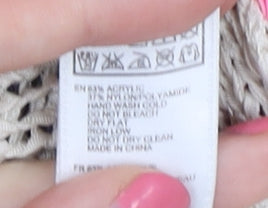 EN 63% ACRYLIC
37% NYLON/POLYAMIDE
HAND WASH COLD
DO NOT BLEACH
DRY FLAT
IRON LOW
DO NOT DRY CLEAN
MADE IN CHINA